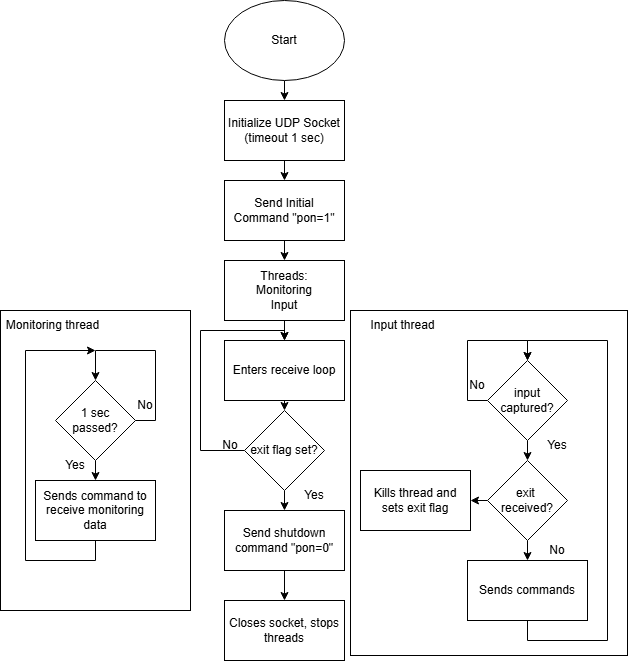 Start
Initialize UDP Socket
(timeout 1 sec)
Send Initial
Command "pon=1"
Threads:
Monitoring
Input
Enters receive loop
exit flag set?
No
Yes
Send shutdown
command "pon=0"
Closes socket, stops
threads
Monitoring thread
1 sec
passed?
No
Yes
Sends command to
receive monitoring
data
Input thread
input
captured?
No
Yes
exit
received?
Kills thread and
sets exit flag
No
Sends commands